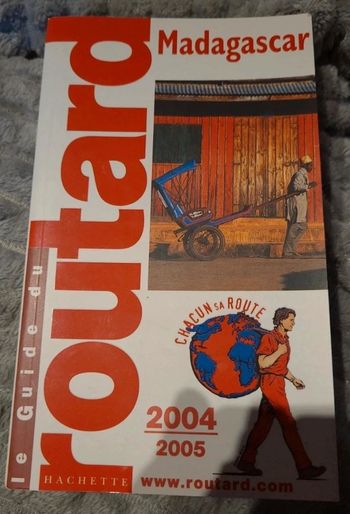 le Guide du
routard
Madagascar
CHACUN SA ROUTE
2004
2005
HACHETTE
www.routard.com